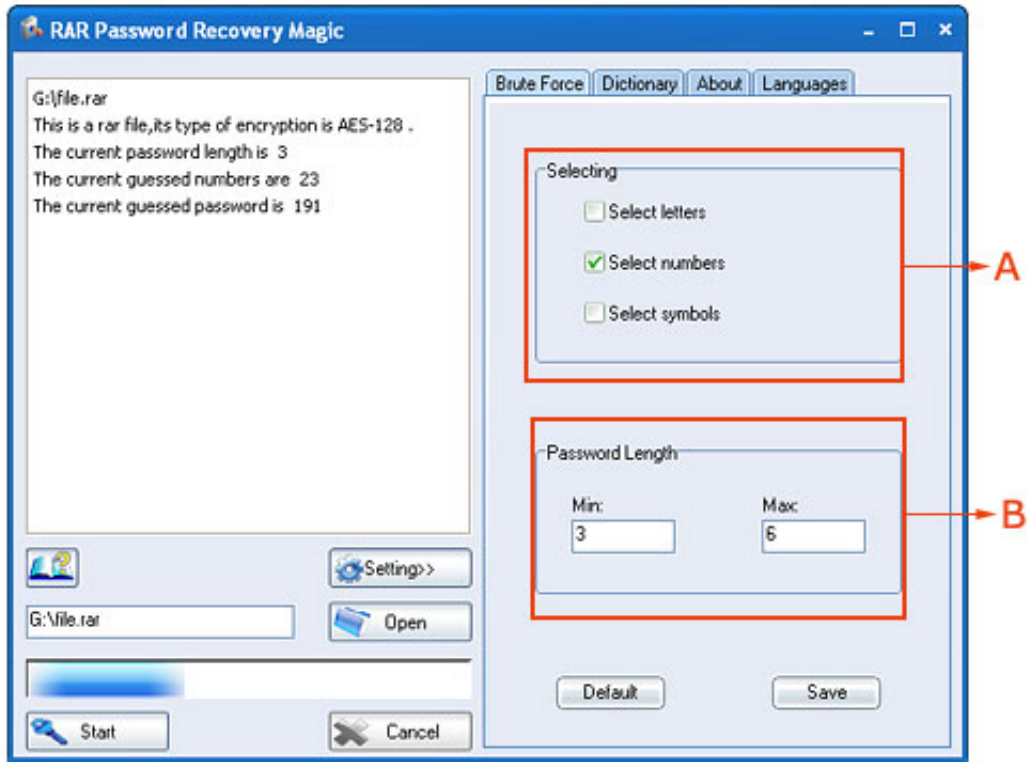 RAR Password Recovery Magic
G:\file.rar
This is a rar file,its type of encryption is AES-128 .
The current password length is 3
The current guessed numbers are 23
The current guessed password is 191
Setting>>
G:\file.rar
Open
Start
Cancel
Brute Force Dictionary About Languages
Selecting
Select letters
Select numbers
Select symbols
A
Password Length
Min: Max:
3 6
B
Default Save